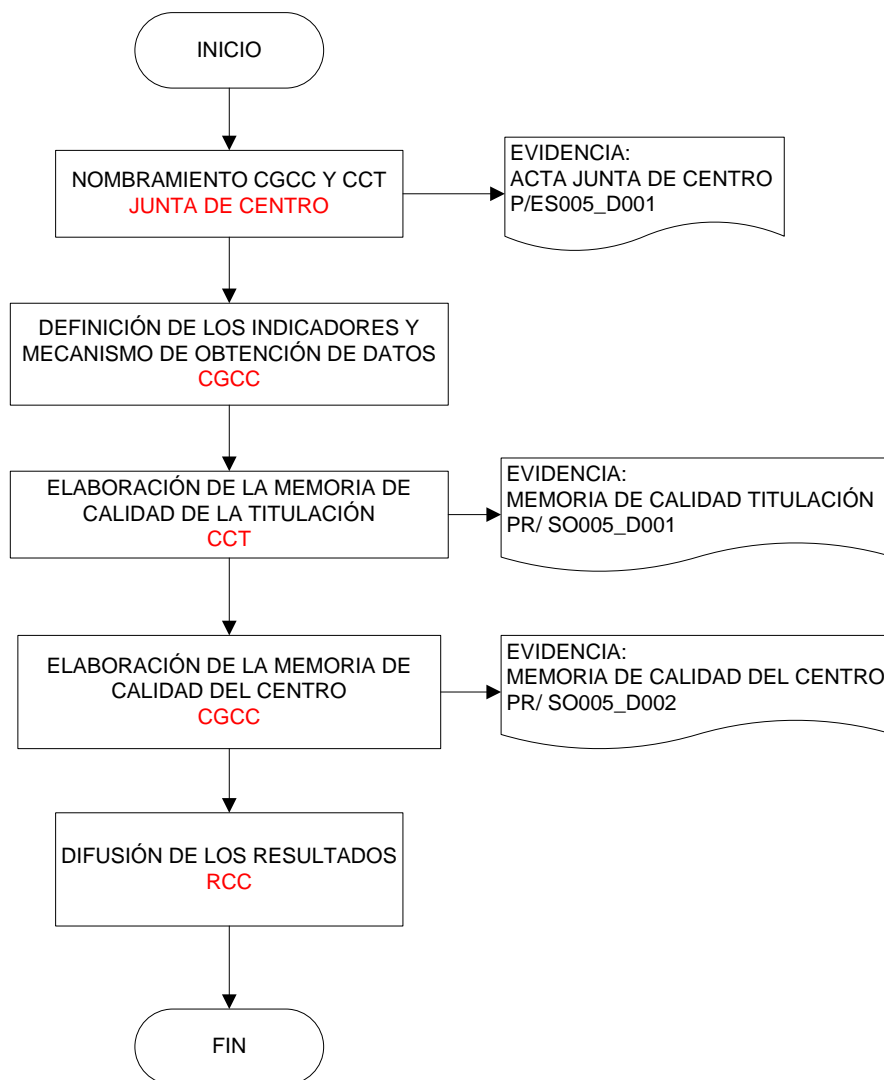 INICIO
NOMBRAMIENTO CGCC Y CCT
JUNTA DE CENTRO
EVIDENCIA:
ACTA JUNTA DE CENTRO
P/ES005_D001
DEFINICIÓN DE LOS INDICADORES Y
MECANISMO DE OBTENCIÓN DE DATOS
CGCC
ELABORACIÓN DE LA MEMORIA DE
CALIDAD DE LA TITULACIÓN
CCT
EVIDENCIA:
MEMORIA DE CALIDAD TITULACIÓN
PR/ SO005_D001
ELABORACIÓN DE LA MEMORIA DE
CALIDAD DEL CENTRO
CGCC
EVIDENCIA:
MEMORIA DE CALIDAD DEL CENTRO
PR/ SO005_D002
DIFUSIÓN DE LOS RESULTADOS
RCC
FIN